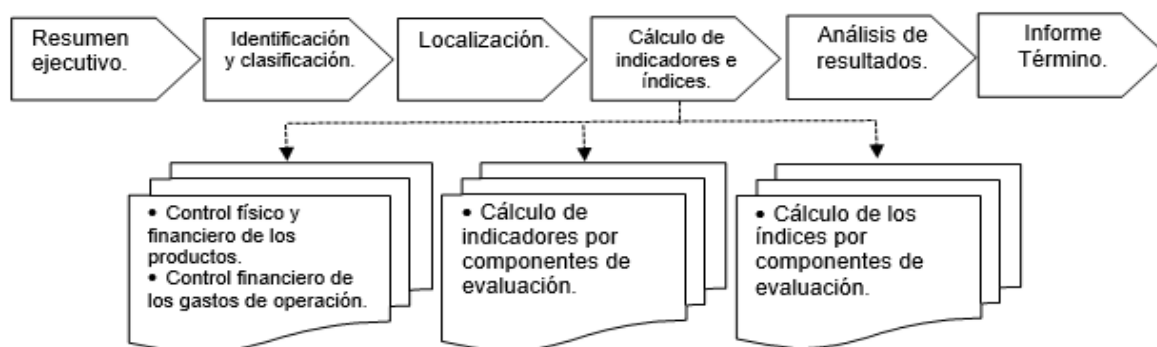 Resumen
ejecutivo.
Identificación
y clasificación.
Localización.
Cálculo de
indicadores e
índices.
Análisis de
resultados.
Informe
Término.
• Control físico y
financiero de los
productos.
• Control financiero de
los gastos de operación.
• Cálculo de
indicadores por
componentes de
evaluación.
• Cálculo de los
índices por
componentes de
evaluación.